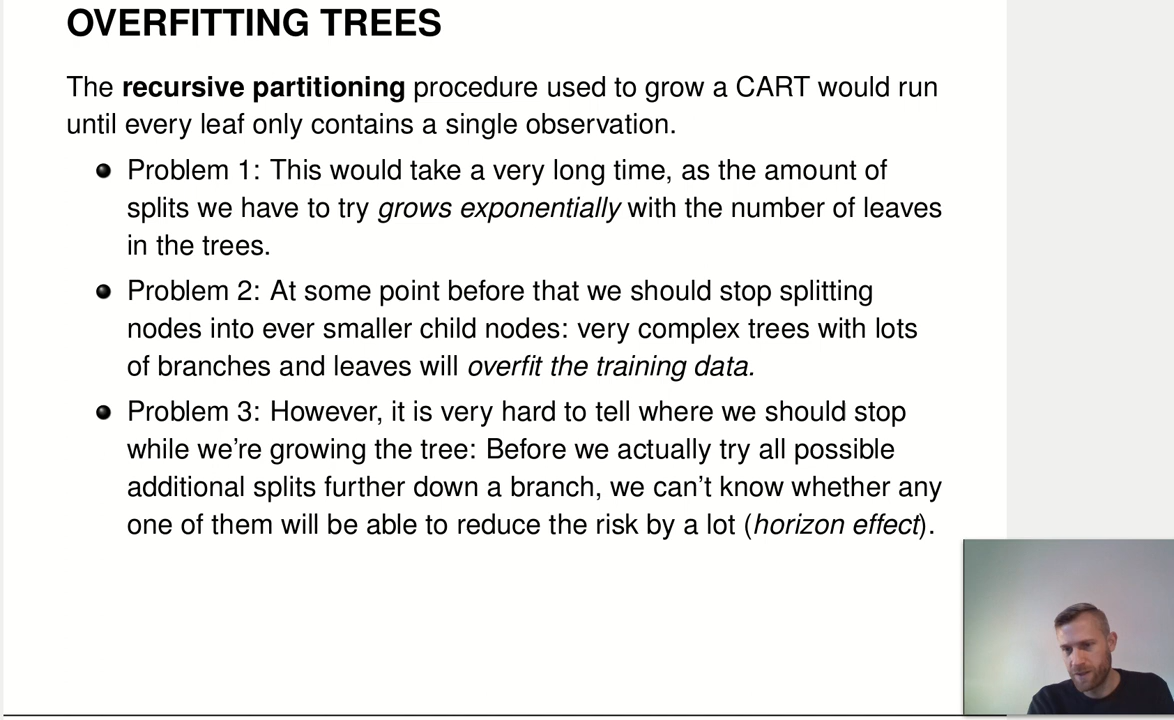 OVERFITTING TREES
The recursive partitioning procedure used to grow a CART would run
until every leaf only contains a single observation.
Problem 1: This would take a very long time, as the amount of
splits we have to try grows exponentially with the number of leaves
in the trees.
Problem 2: At some point before that we should stop splitting
nodes into ever smaller child nodes: very complex trees with lots
of branches and leaves will overfit the training data.
Problem 3: However, it is very hard to tell where we should stop
while we're growing the tree: Before we actually try all possible
additional splits further down a branch, we can't know whether any
one of them will be able to reduce the risk by a lot (horizon effect).